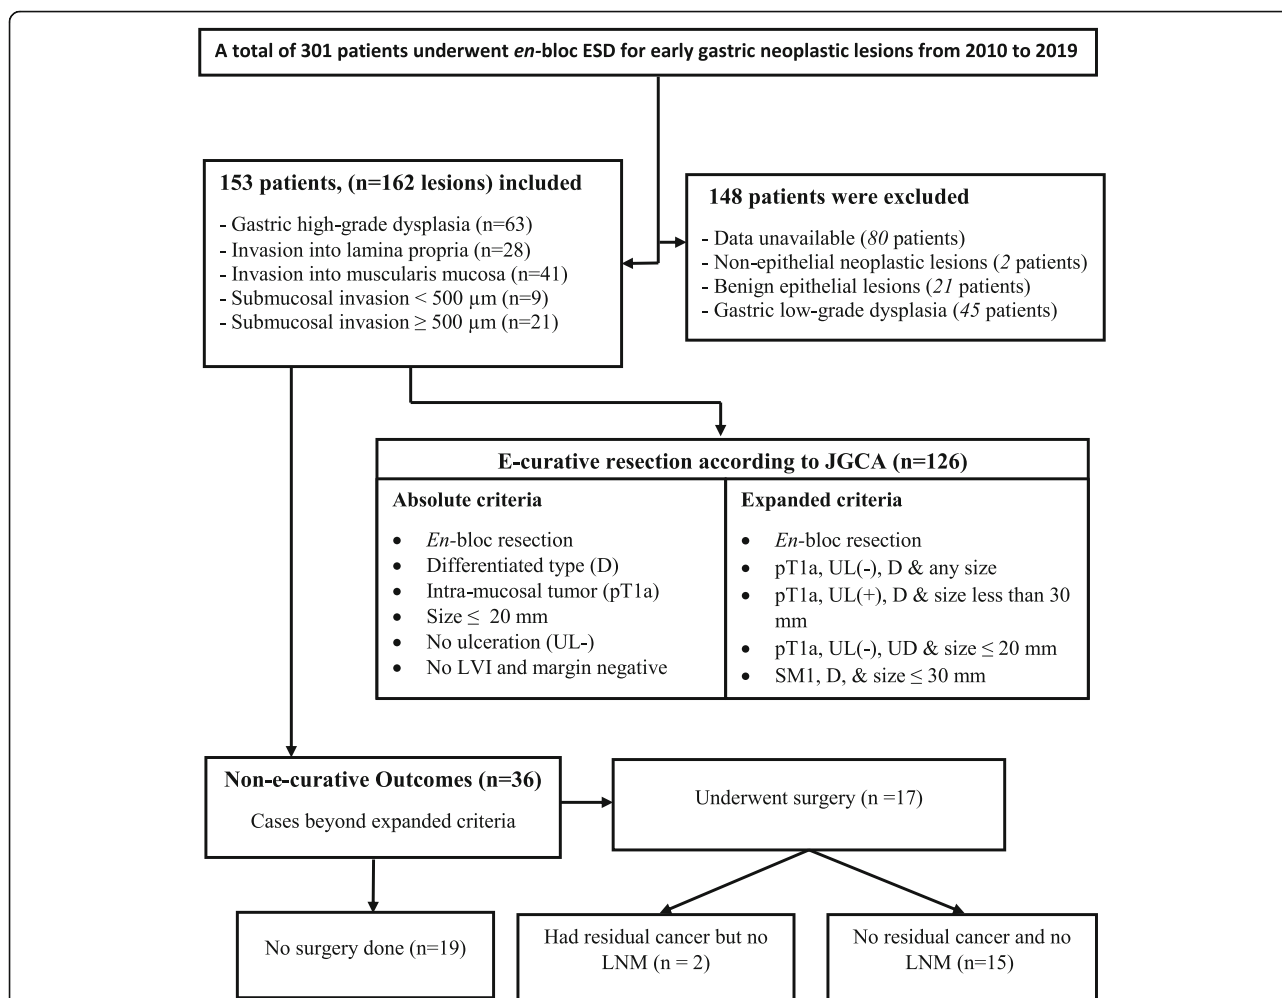 A total of 301 patients underwent en-bloc ESD for early gastric neoplastic lesions from 2010 to 2019
153 patients, (n=162 lesions) included
- Gastric high-grade dysplasia (n=63)
- Invasion into lamina propria (n=28)
- Invasion into muscularis mucosa (n=41)
- Submucosal invasion < 500 µm (n=9)
- Submucosal invasion ≥ 500 µm (n=21)
148 patients were excluded
- Data unavailable (80 patients)
- Non-epithelial neoplastic lesions (2 patients)
- Benign epithelial lesions (21 patients)
- Gastric low-grade dysplasia (45 patients)
E-curative resection according to JGCA (n=126)
Absolute criteria
• En-bloc resection
• Differentiated type (D)
• Intra-mucosal tumor (pT1a)
• Size ≤ 20 mm
• No ulceration (UL-)
• No LVI and margin negative
Expanded criteria
• En-bloc resection
• pT1a, UL(-), D & any size
• pT1a, UL(+), D & size less than 30
mm
• pT1a, UL(-), UD & size ≤ 20 mm
• SM1, D, & size ≤ 30 mm
Non-e-curative Outcomes (n=36)
Cases beyond expanded criteria
Underwent surgery (n =17)
No surgery done (n=19)
Had residual cancer but no
LNM (n = 2)
No residual cancer and no
LNM (n=15)